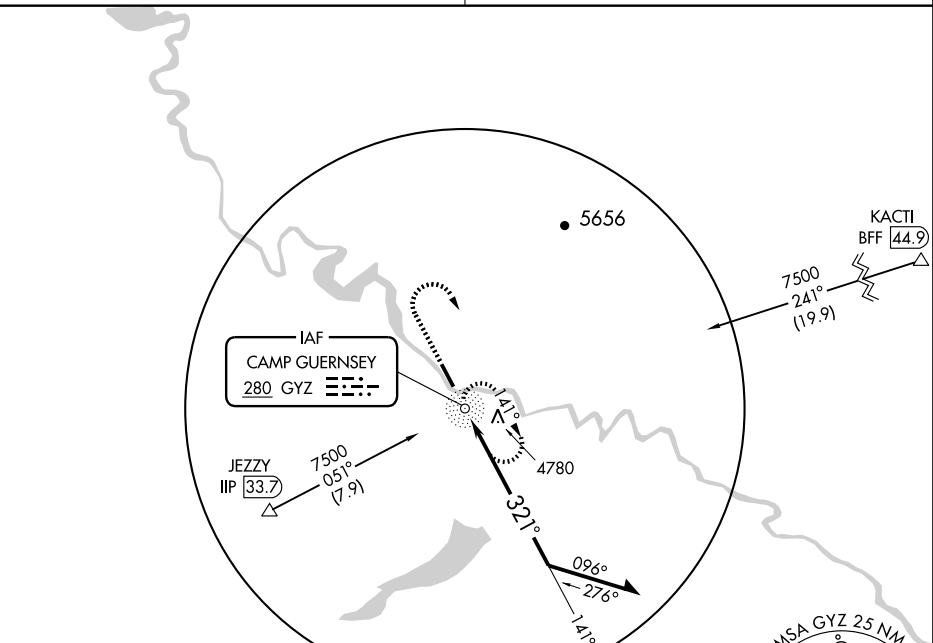 5656
KACTI
BFF 44.9
7500
241°
(19.9)
IAF
CAMP GUERNSEY
280 GYZ
141°
4780
JEZZY
IIP 33.7
7500
051°
(7.9)
321°
096°
276°
141°
MSA GYZ 25 NM